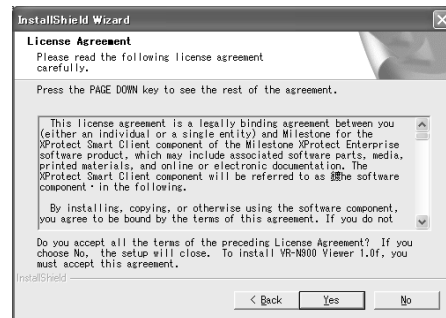 InstallShield Wizard
License Agreement
Please read the following license agreement
carefully.
Press the PAGE DOWN key to see the rest of the agreement.
This license agreement is a legally binding agreement between you
(either an individual or a single entity) and Milestone for the
XProtect Smart Client component of the Milestone XProtect Enterprise
software product, which may include associated software parts, media,
printed materials, and online or electronic documentation. The
XProtect Smart Client component will be referred to as he software
component・in the following.
By installing, copying, or otherwise using the software component,
you agree to be bound by the terms of this agreement. If you do not
Do you accept all the terms of the preceding License Agreement? If you
choose No, the setup will close. To install VR-N900 Viewer 1.0f, you
must accept this agreement.
InstallShield
< Back Yes No